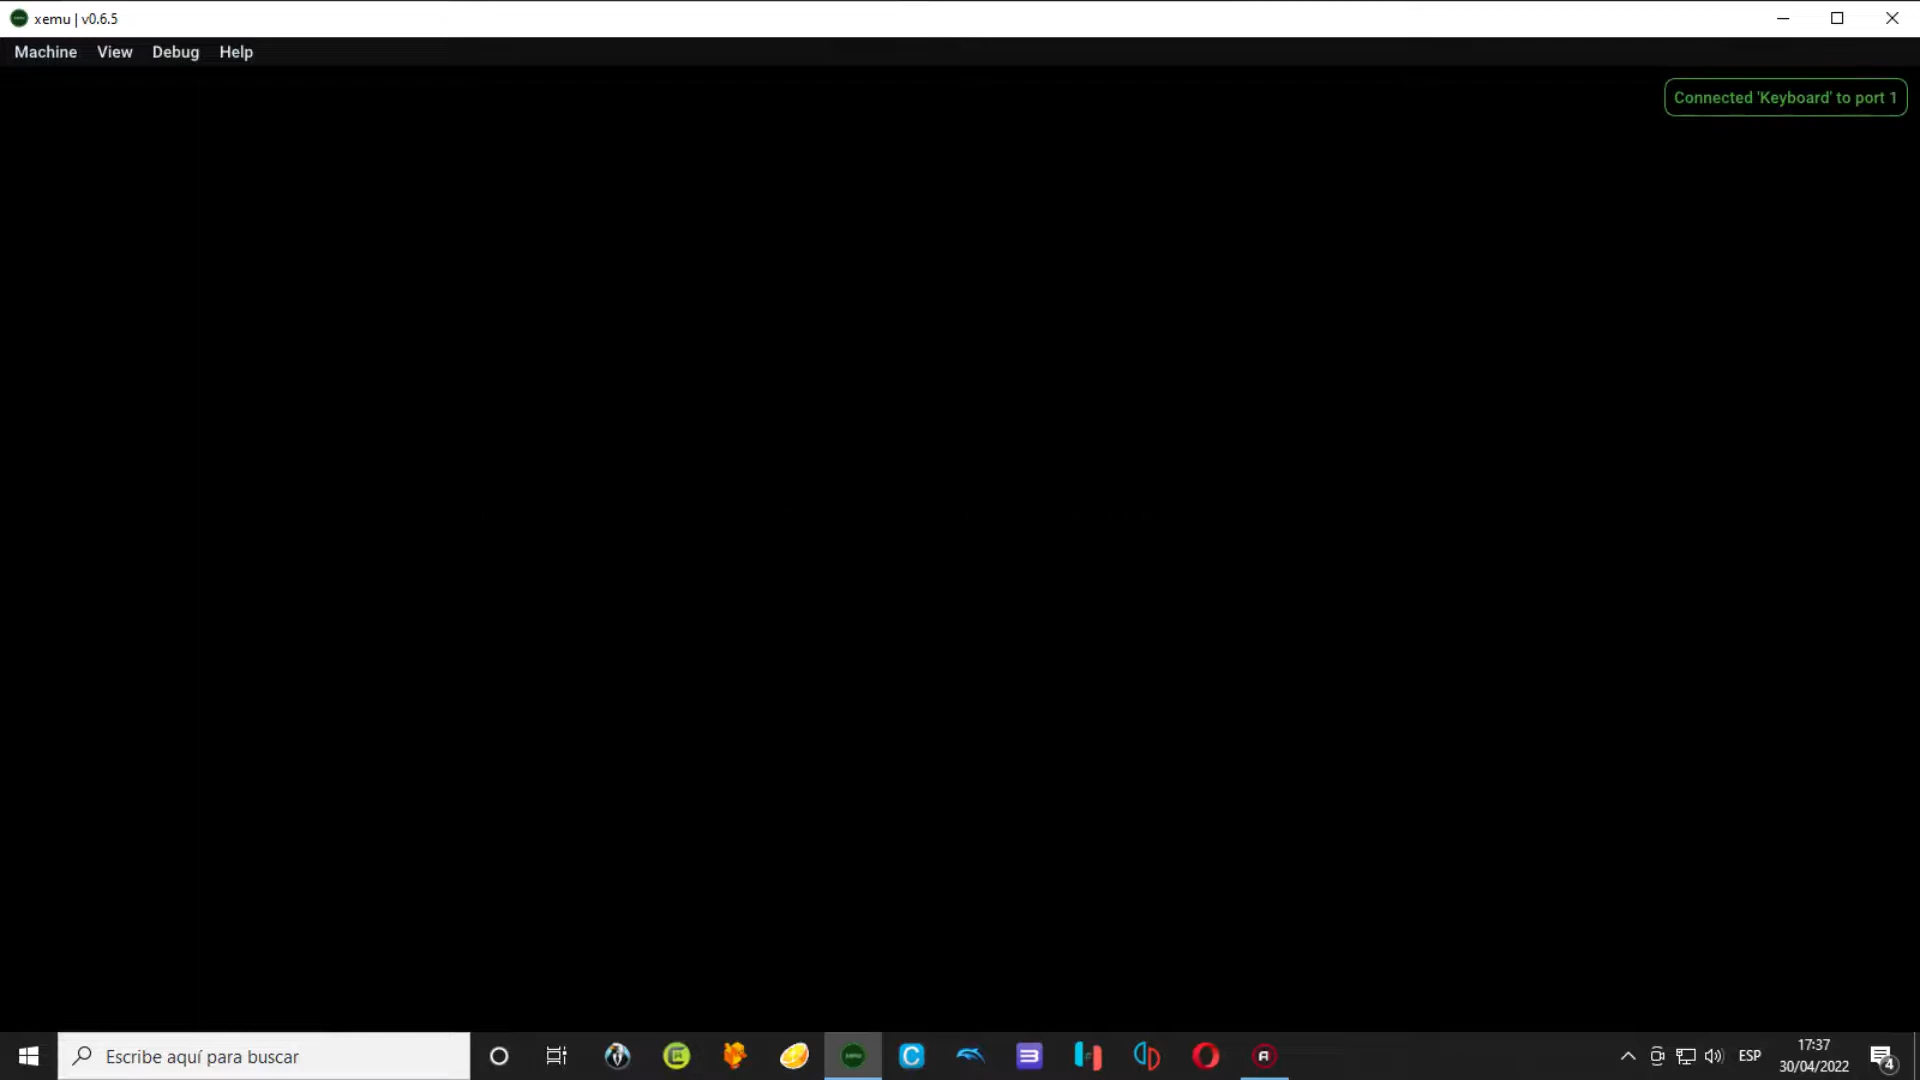 xemu | v0.6.5
Machine View Debug Help
Connected 'Keyboard' to port 1
Escribe aquí para buscar
ESP
17:37
30/04/2022
4